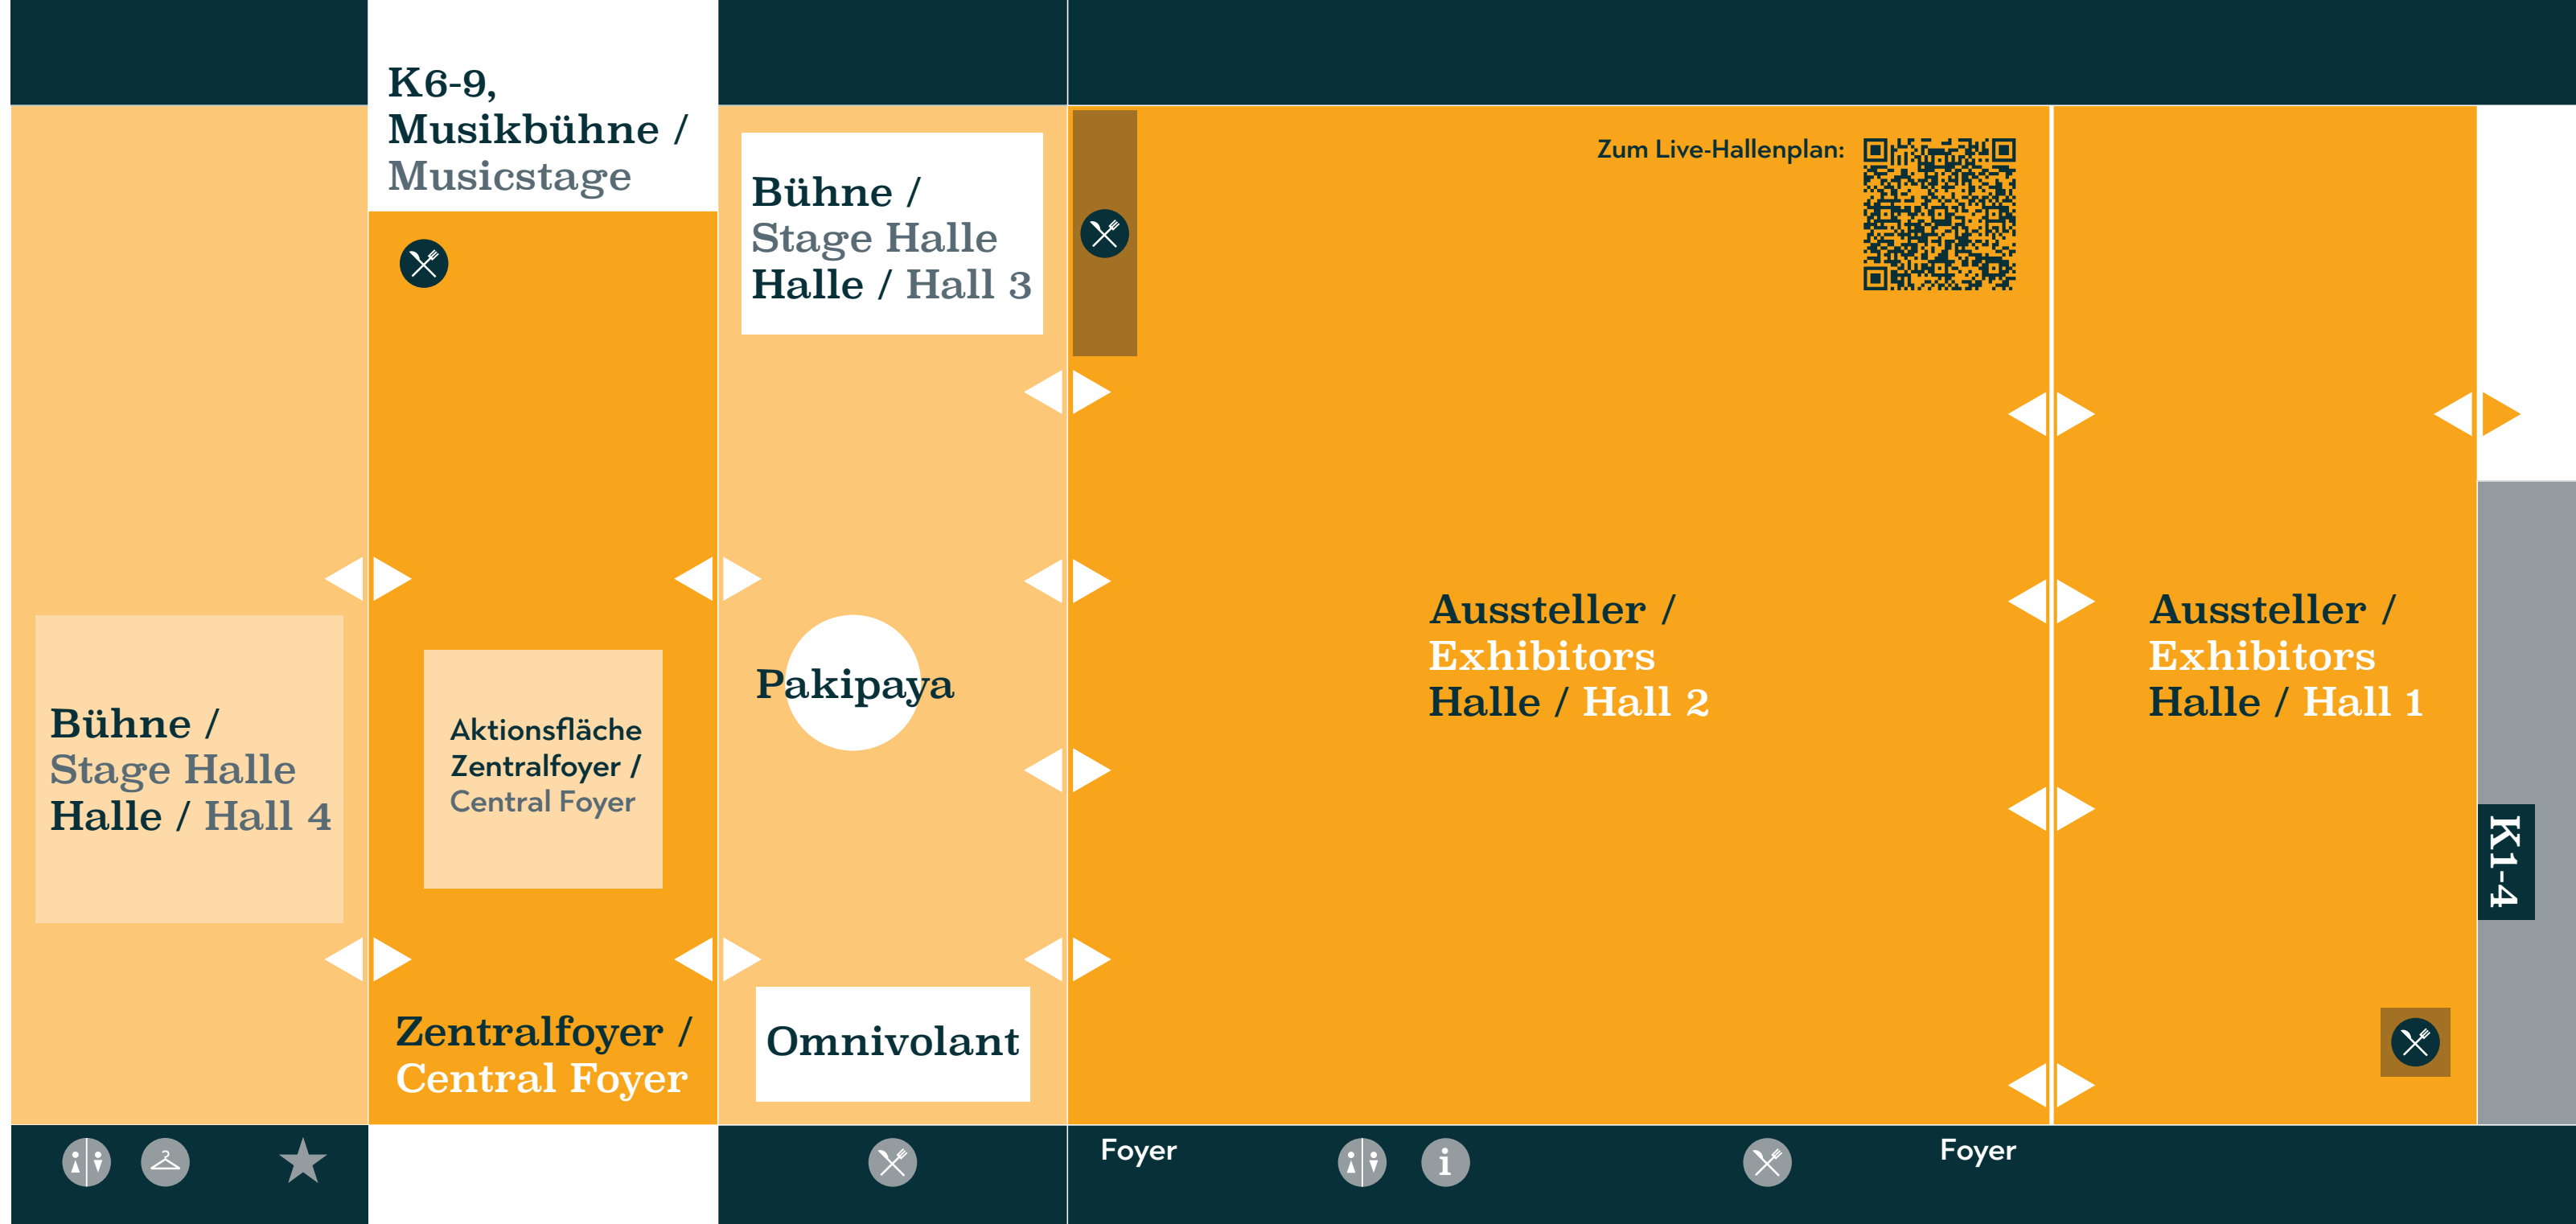 K6-9,
Musikbühne /
Musicstage
Bühne /
Stage Halle
Halle / Hall 3
Zum Live-Hallenplan:
Bühne /
Stage Halle
Halle / Hall 4
Aktionsfläche
Zentralfoyer /
Central Foyer
Pakipaya
Aussteller /
Exhibitors
Halle / Hall 2
Aussteller /
Exhibitors
Halle / Hall 1
K1-4
Zentralfoyer /
Central Foyer
Omnivolant
Foyer
i
Foyer